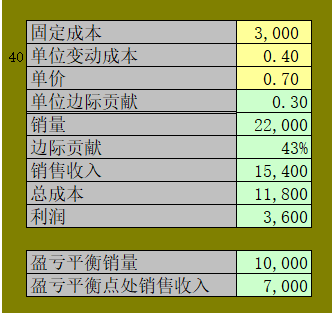 固定成本 3,000
40 单位变动成本 0.40
单价 0.70
单位边际贡献 0.30
销量 22,000
边际贡献 43%
销售收入 15,400
总成本 11,800
利润 3,600
盈亏平衡销量 10,000
盈亏平衡点处销售收入 7,000